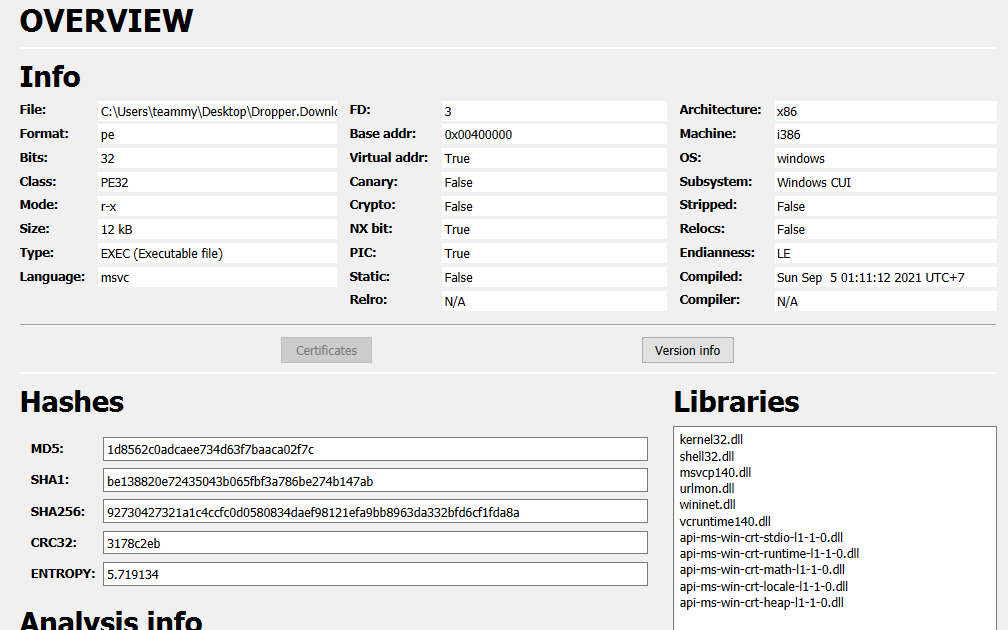 OVERVIEW
Info
File: C:\Users\teammy\Desktop\Dropper.Downlo FD: 3 Architecture: x86
Format: pe Base addr: 0x00400000 Machine: i386
Bits: 32 Virtual addr: True OS: windows
Class: PE32 Canary: False Subsystem: Windows CUI
Mode: r-x Crypto: False Stripped: False
Size: 12 kB NX bit: True Relocs: False
Type: EXEC (Executable file) PIC: True Endianness: LE
Language: msvc Static: False Compiled: Sun Sep  5 01:11:12 2021 UTC+7
Relro: N/A Compiler: N/A
Certificates Version info
Hashes
MD5: 1d8562c0adcaee734d63f7baaca02f7c
SHA1: be138820e72435043b065fbf3a786be274b147ab
SHA256: 92730427321a1c4ccfc0d0580834daef98121efa9bb8963da332bfd6cf1fda8a
CRC32: 3178c2eb
ENTROPY: 5.719134
Libraries
kernel32.dll
shell32.dll
msvcp140.dll
urlmon.dll
wininet.dll
vcruntime140.dll
api-ms-win-crt-stdio-l1-1-0.dll
api-ms-win-crt-runtime-l1-1-0.dll
api-ms-win-crt-math-l1-1-0.dll
api-ms-win-crt-locale-l1-1-0.dll
api-ms-win-crt-heap-l1-1-0.dll
Analysis info